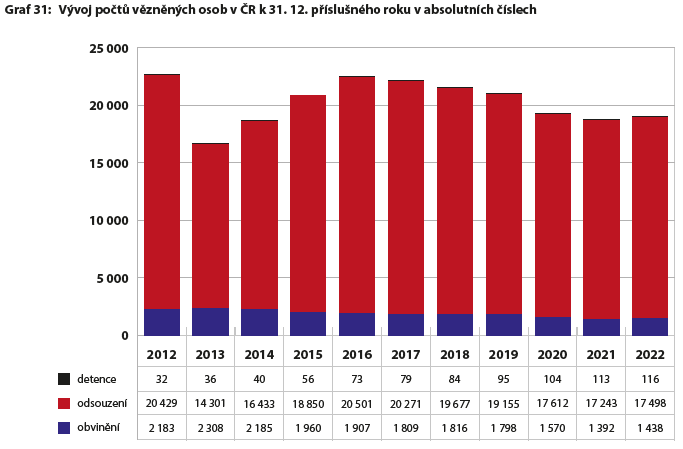 Graf 31: Vývoj počtů vězněných osob v ČR k 31. 12. příslušného roku v absolutních číslech
25 000
20 000
15 000
10 000
5 000
0
2012 2013 2014 2015 2016 2017 2018 2019 2020 2021 2022
detence 32 36 40 56 73 79 84 95 104 113 116
odsouzení 20 429 14 301 16 433 18 850 20 501 20 271 19 677 19 155 17 612 17 243 17 498
obvinění 2 183 2 308 2 185 1 960 1 907 1 809 1 816 1 798 1 570 1 392 1 438